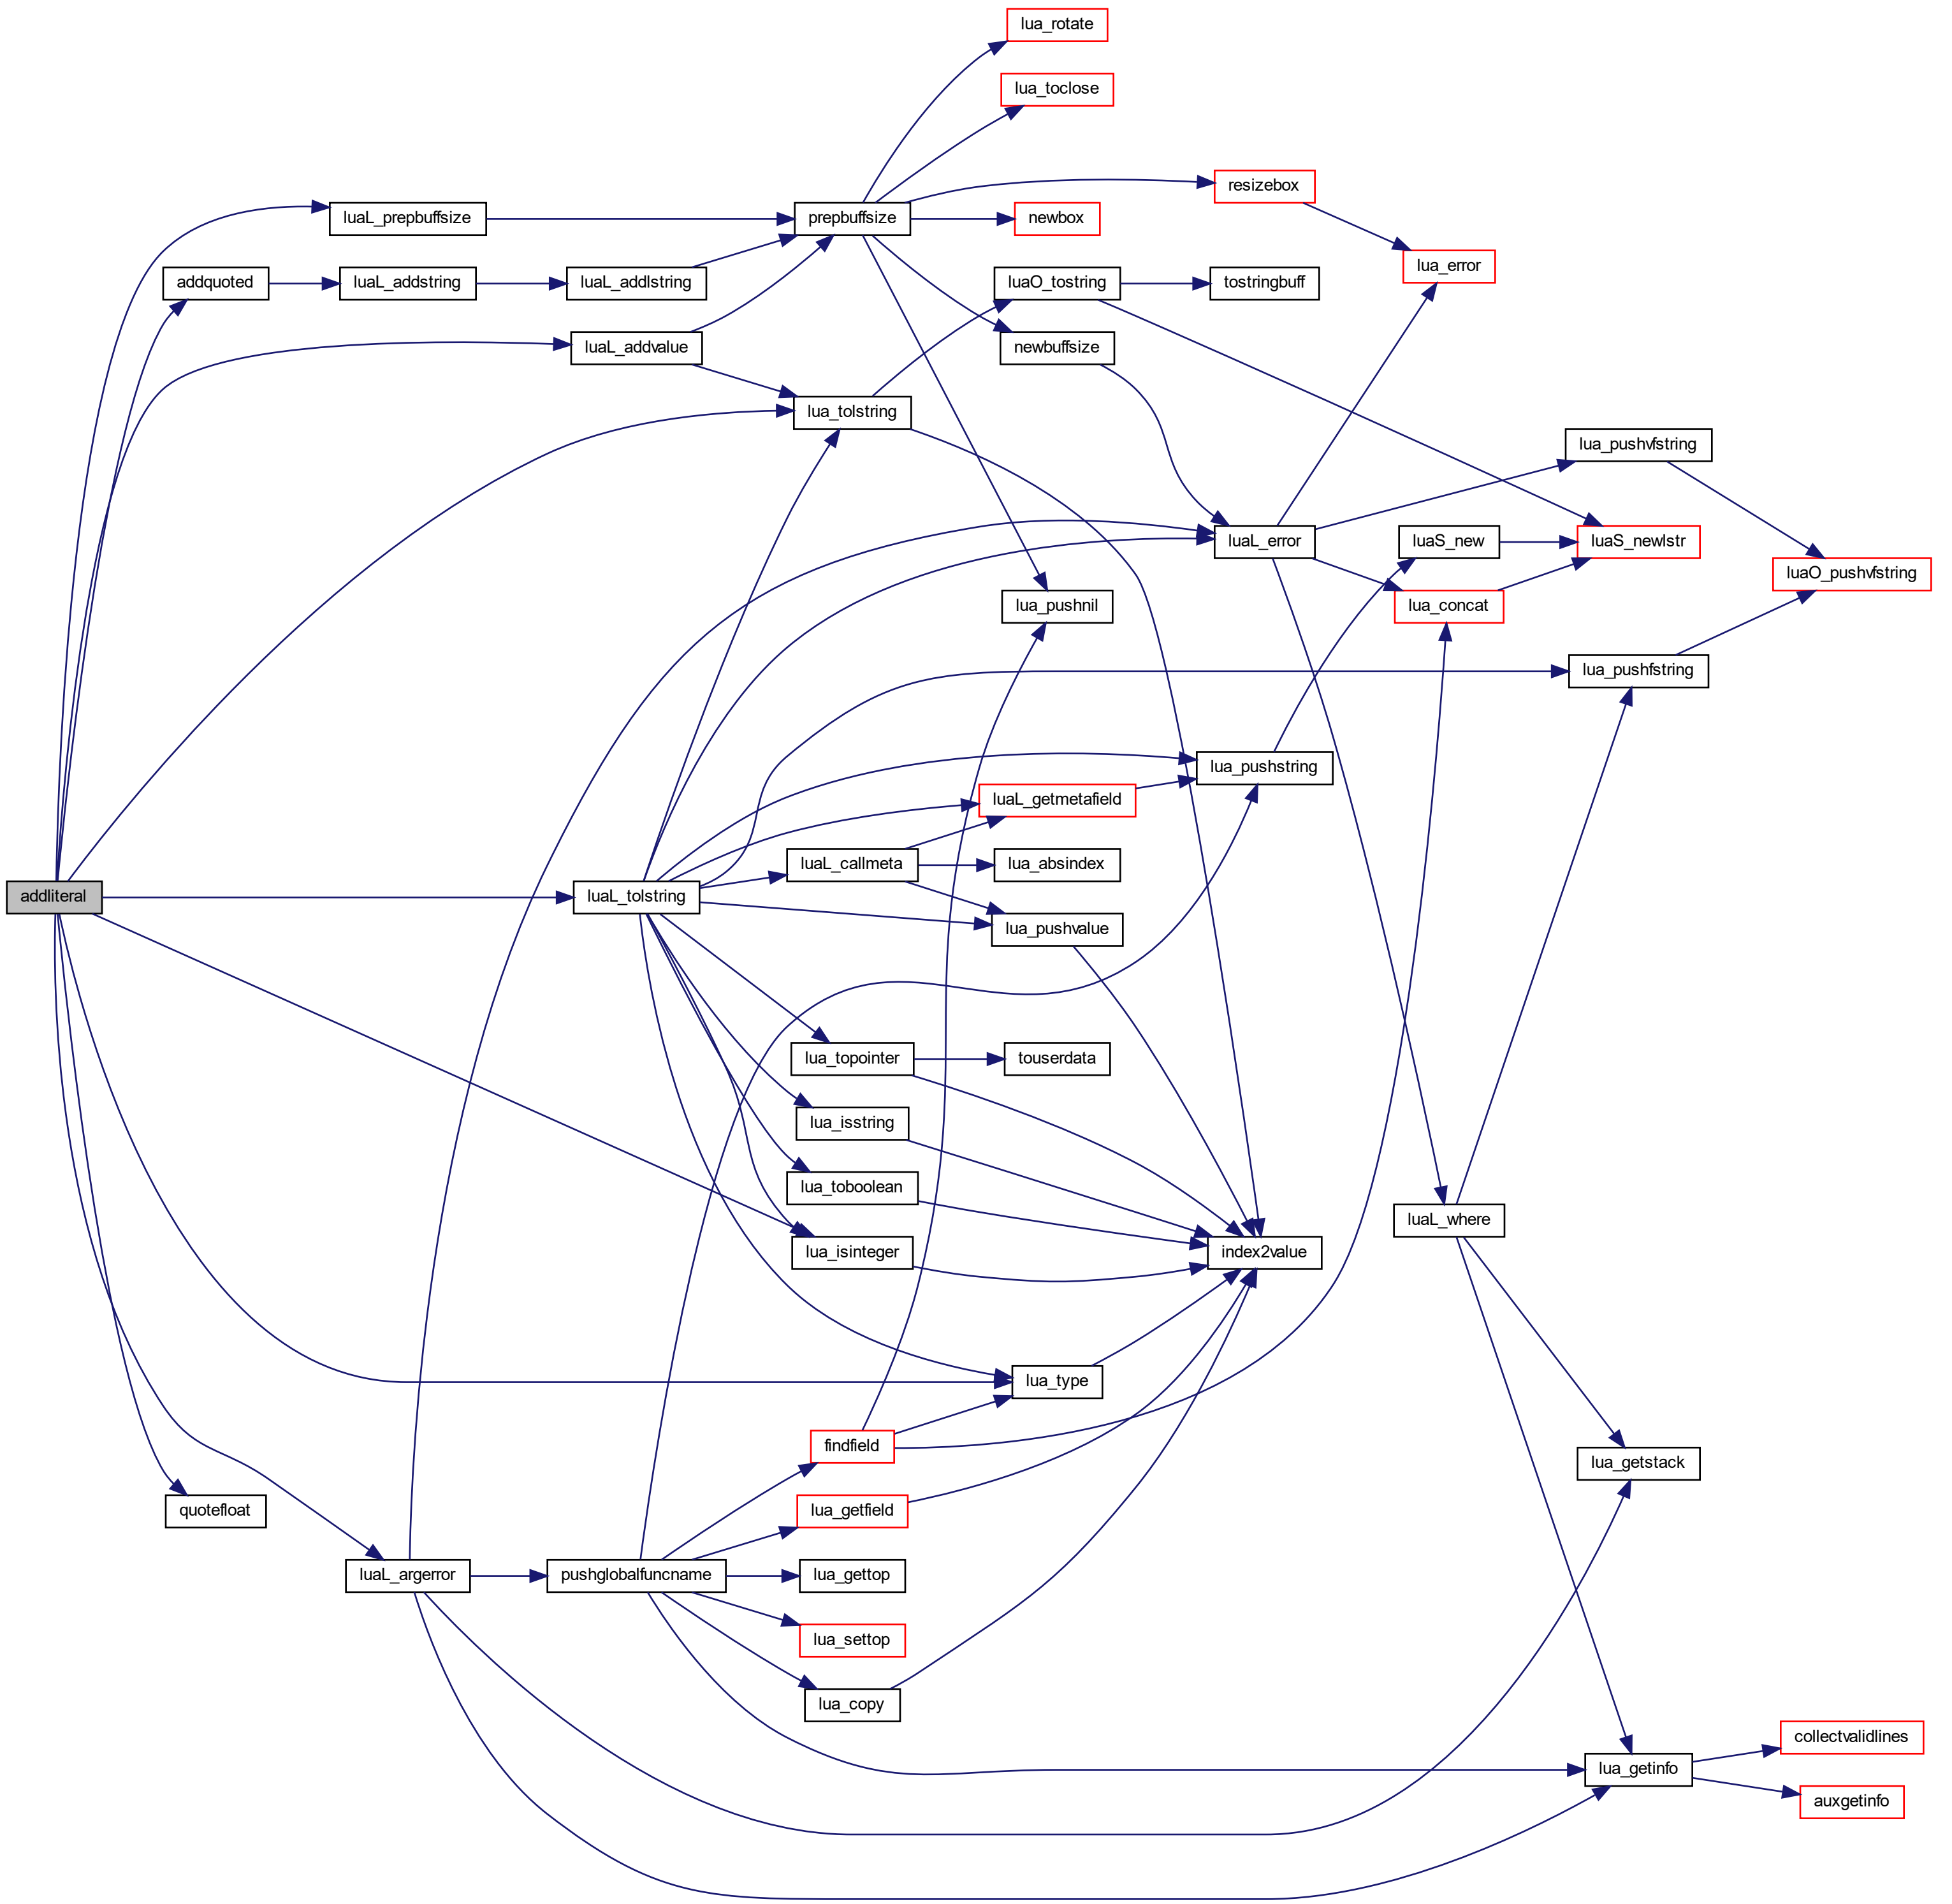 lua_rotate
lua_toclose
resizebox
luaL_prepbuffsize
prepbuffsize
newbox
lua_error
addquoted
luaL_addstring
luaL_addlstring
luaO_tostring
tostringbuff
luaL_addvalue
newbuffsize
lua_tolstring
lua_pushvfstring
luaL_error
luaS_new
luaS_newlstr
luaO_pushvfstring
lua_pushnil
lua_concat
lua_pushfstring
lua_pushstring
luaL_getmetafield
luaL_callmeta
lua_absindex
addliteral
luaL_tolstring
lua_pushvalue
lua_topointer
touserdata
lua_isstring
lua_toboolean
luaL_where
lua_isinteger
index2value
lua_type
findfield
lua_getstack
quotefloat
lua_getfield
luaL_argerror
pushglobalfuncname
lua_gettop
lua_settop
lua_copy
collectvalidlines
lua_getinfo
auxgetinfo